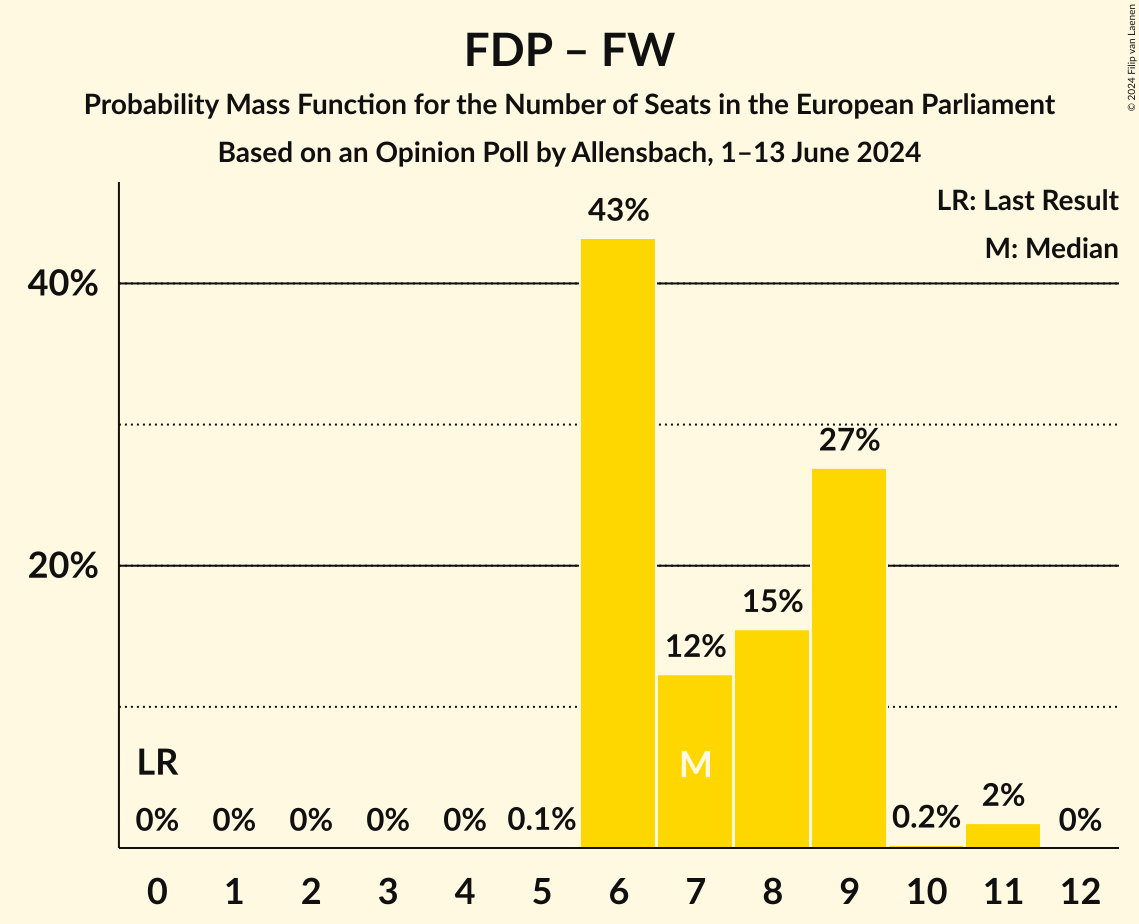 FDP – FW
Probability Mass Function for the Number of Seats in the European Parliament
Based on an Opinion Poll by Allensbach, 1–13 June 2024
© 2024 Filip van Laenen
LR: Last Result
M: Median
43%
40%
27%
20%
15%
12%
LR
M
0% 0% 0% 0% 0% 0.1% 0.2% 2% 0%
0 1 2 3 4 5 6 7 8 9 10 11 12